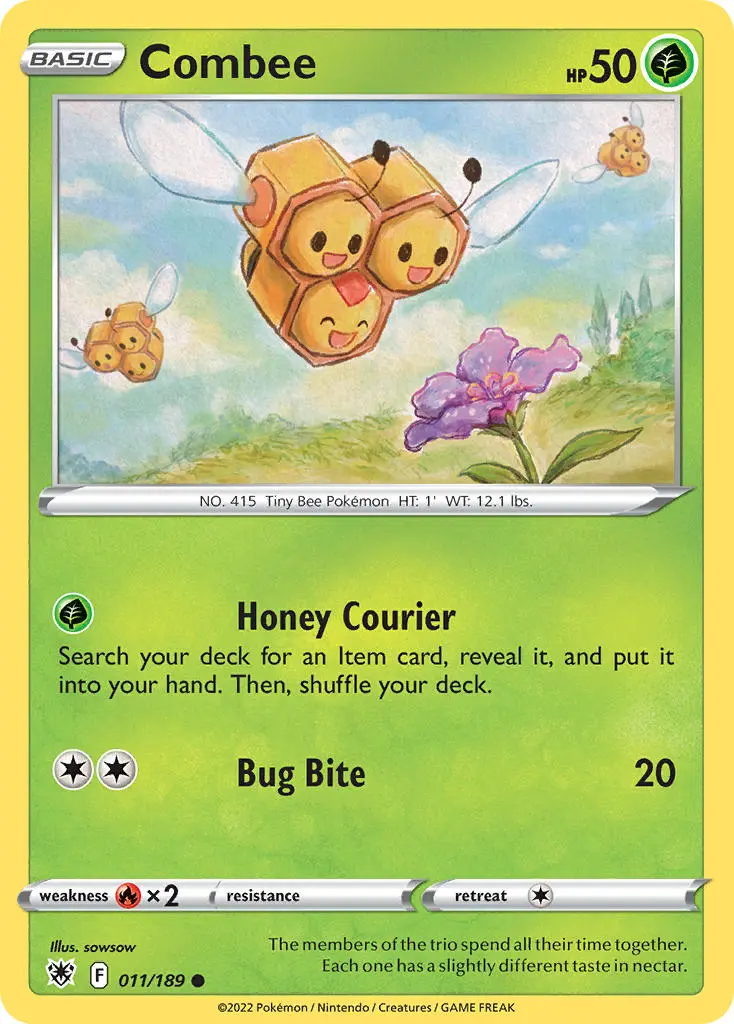 BASIC Combee HP 50
NO. 415 Tiny Bee Pokémon HT: 1' WT: 12.1 lbs.
Honey Courier
Search your deck for an Item card, reveal it, and put it
into your hand. Then, shuffle your deck.
Bug Bite 20
weakness ×2 resistance retreat
Illus. sowsow
The members of the trio spend all their time together.
Each one has a slightly different taste in nectar.
F 011/189
©2022 Pokémon / Nintendo / Creatures / GAME FREAK